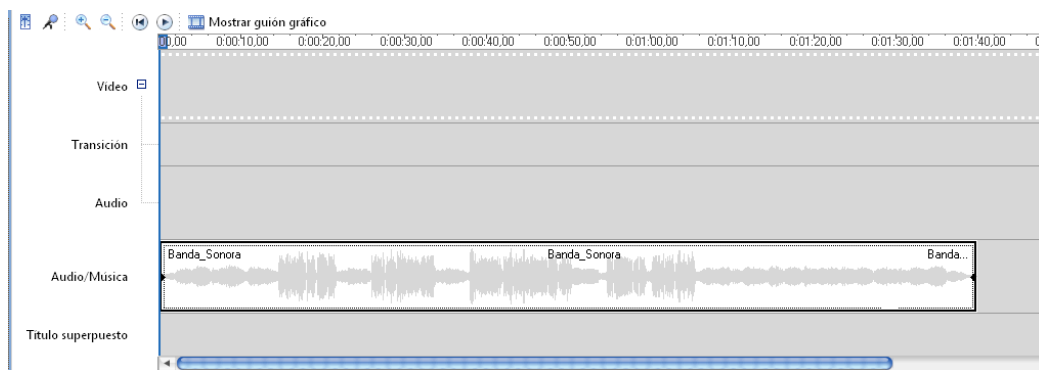 Mostrar guión gráfico
0,00 0:00:10,00 0:00:20,00 0:00:30,00 0:00:40,00 0:00:50,00 0:01:00,00 0:01:10,00 0:01:20,00 0:01:30,00 0:01:40,00
Vídeo
Transición
Audio
Banda_Sonora Banda_Sonora Banda...
Audio/Música
Título superpuesto